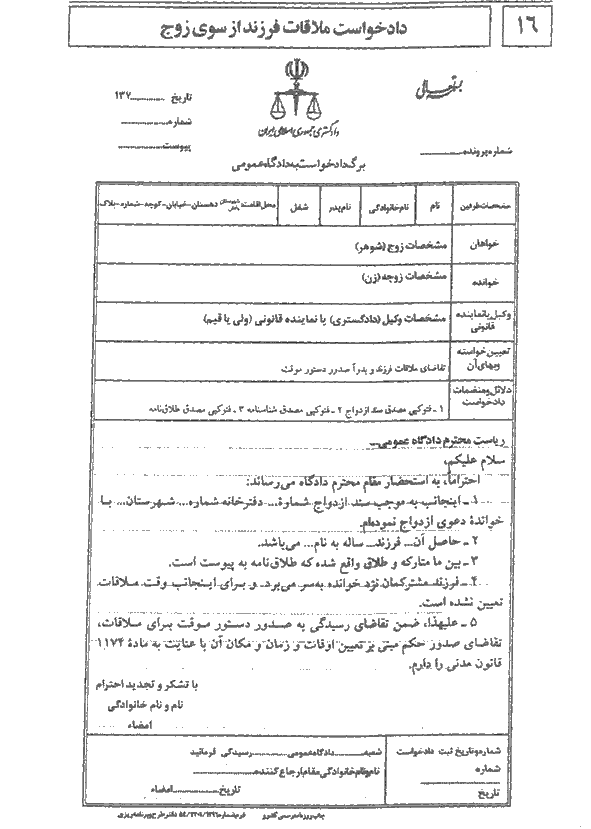 ۱۶
دادخواست ملاقات فرزند از سوی زوج
بسمه تعالی
تاریخ ............ ۱۳۷
شماره ............
پیوست ............
دادگستری جمهوری اسلامی ایران
شماره پرونده ............
برگ دادخواست به دادگاه عمومی
مشخصات طرفین | نام | نام خانوادگی | نام پدر | شغل | محل اقامت: شهرستان بخش دهستان - خیابان - کوچه - شماره - پلاک
خواهان | مشخصات زوج (شوهر)
خوانده | مشخصات زوجه (زن)
وکیل یا نماینده قانونی | مشخصات وکیل (دادگستری) یا نماینده قانونی (ولی یا قیم)
تعیین خواسته وبهای آن | تقاضای ملاقات فرزند و بدواً صدور دستور موقت
دلائل و منضمات دادخواست | ۱ - فتوکپی مصدق سند ازدواج ۲ - فتوکپی مصدق شناسنامه ۳ - فتوکپی مصدق طلاق‌نامه
ریاست محترم دادگاه عمومی...
سلام علیکم،
احتراماً، به استحضار مقام محترم دادگاه می‌رساند:
۱ - اینجانب به موجب سند ازدواج شمارهٔ... دفترخانه شماره... شهرستان... با
خواندهٔ دعوی ازدواج نموده‌ام.
۲ - حاصل آن... فرزند... ساله به نام... می‌باشد.
۳ - بین ما متارکه و طلاق واقع شده که طلاق‌نامه به پیوست است.
۴ - فرزند مشترکمان نزد خوانده به‌سر می‌برد و برای اینجانب وقت ملاقات
تعیین نشده است.
۵ - علیهذا، ضمن تقاضای رسیدگی به صدور دستور موقت برای ملاقات،
تقاضای صدور حکم مبنی بر تعیین اوقات و زمان و مکان آن با عنایت به مادهٔ ۱۱۷۴
قانون مدنی را دارم.
با تشکر و تجدید احترام
نام و نام خانوادگی
امضاء
شماره و تاریخ ثبت دادخواست
شماره
تاریخ
شعبه ............ دادگاه عمومی ............ رسیدگی فرمائید
نام و نام خانوادگی مقام ارجاع کننده ............
تاریخ ............ امضاء
چاپ روزنامه رسمی کشور